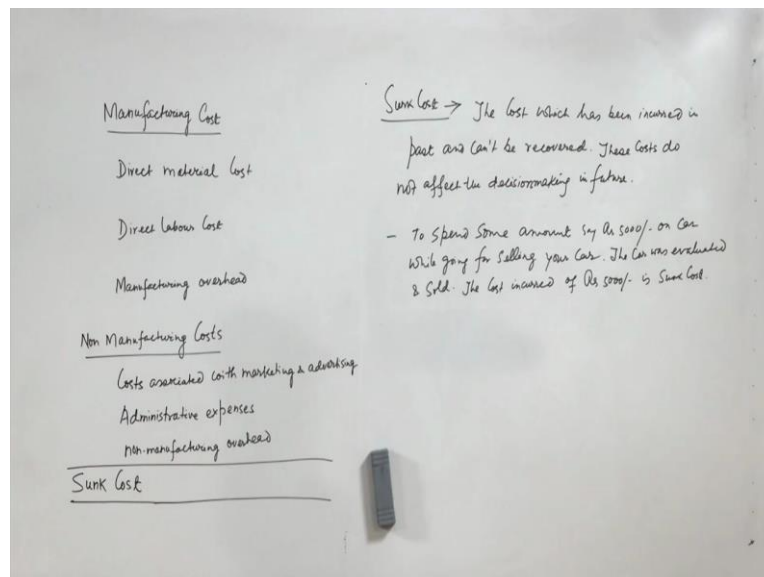 Manufacturing Cost
Direct material Cost
Direct Labour Cost
Manufacturing overhead
Non Manufacturing Costs
Costs associated with marketing & advertising
Administrative expenses
non-manufacturing overhead
Sunk Cost
Sunk Cost → The Cost which has been incurred in
past and can't be recovered. These Costs do
not affect the decisionmaking in future.
- To spend some amount say Rs 5000/- on car
while going for selling your car. The car was evaluated
& sold. The Cost incurred of Rs 5000/- is Sunk Cost.